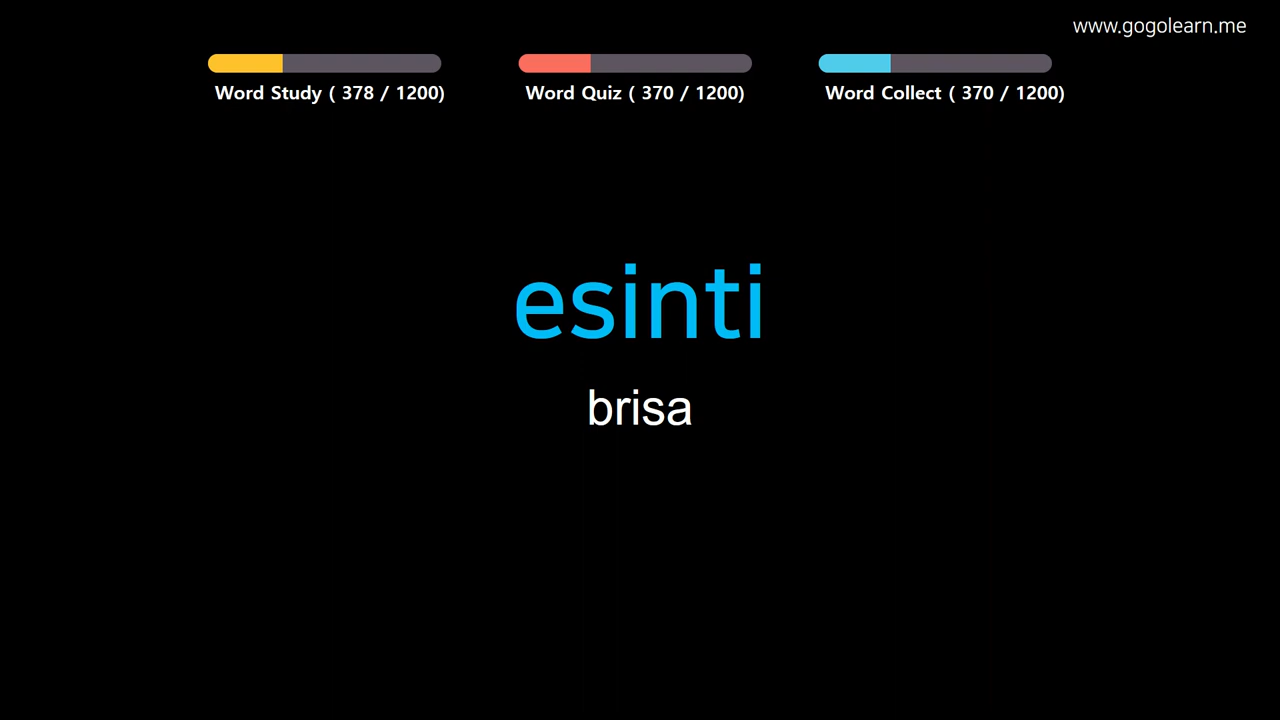 www.gogolearn.me
Word Study ( 378 / 1200)
Word Quiz ( 370 / 1200)
Word Collect ( 370 / 1200)
esinti
brisa